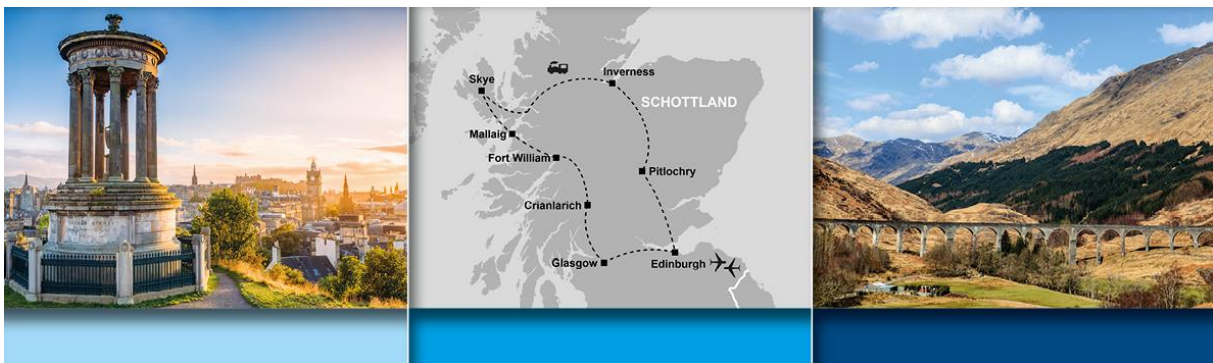 Inverness
Skye
SCHOTTLAND
Mallaig
Fort William
Pitlochry
Crianlarich
Glasgow
Edinburgh